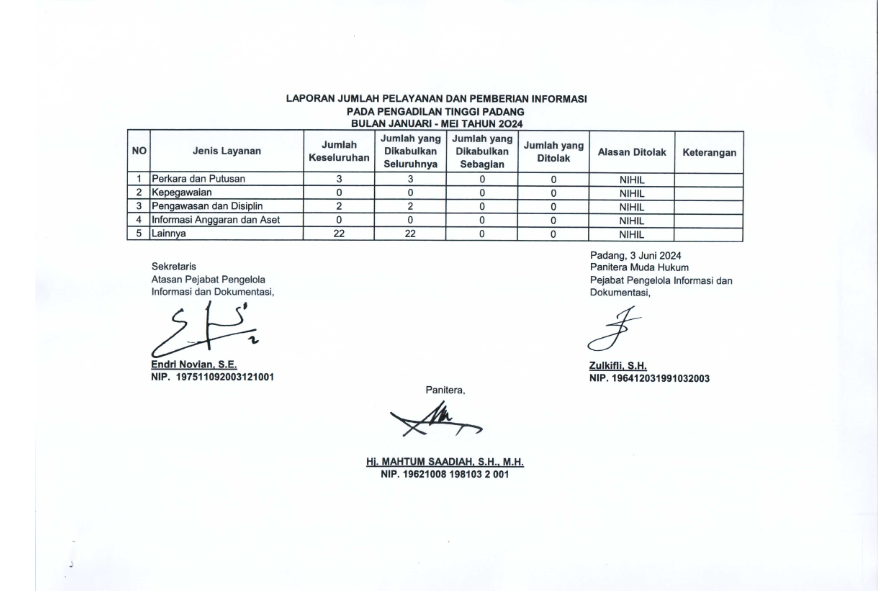 LAPORAN JUMLAH PELAYANAN DAN PEMBERIAN INFORMASI
PADA PENGADILAN TINGGI PADANG
BULAN JANUARI - MEI TAHUN 2024
NO Jenis Layanan Jumlah Keseluruhan Jumlah yang Dikabulkan Seluruhnya Jumlah yang Dikabulkan Sebagian Jumlah yang Ditolak Alasan Ditolak Keterangan
1 Perkara dan Putusan 3 3 0 0 NIHIL
2 Kepegawaian 0 0 0 0 NIHIL
3 Pengawasan dan Disiplin 2 2 0 0 NIHIL
4 Informasi Anggaran dan Aset 0 0 0 0 NIHIL
5 Lainnya 22 22 0 0 NIHIL
Sekretaris
Atasan Pejabat Pengelola
Informasi dan Dokumentasi,
Endri Novian, S.E.
NIP. 197511092003121001
Padang, 3 Juni 2024
Panitera Muda Hukum
Pejabat Pengelola Informasi dan
Dokumentasi,
Zulkifli, S.H.
NIP. 196412031991032003
Panitera,
Hj. MAHTUM SAADIAH, S.H., M.H.
NIP. 19621008 198103 2 001